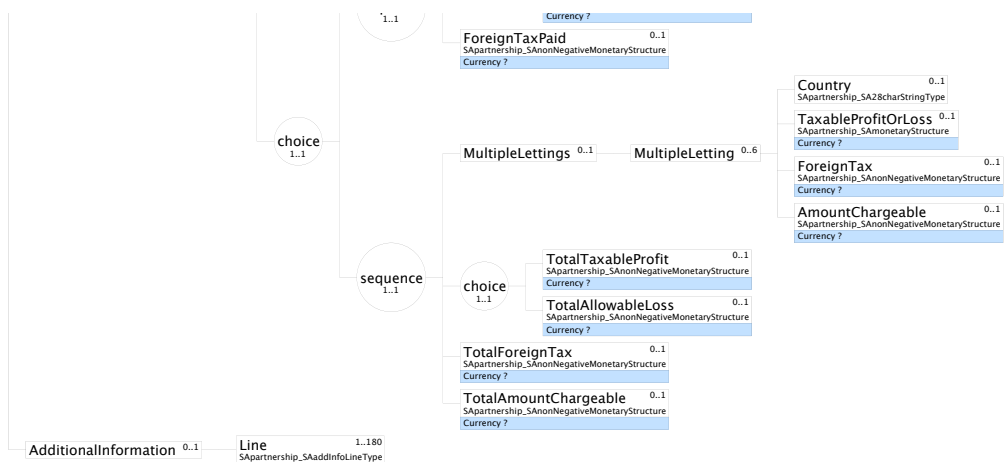 1..1
Currency ?
ForeignTaxPaid 0..1
SApartnership_SAnonNegativeMonetaryStructure
Currency ?
choice
1..1
MultipleLettings 0..1
MultipleLetting 0..6
Country 0..1
SApartnership_SA28charStringType
TaxableProfitOrLoss 0..1
SApartnership_SAmonetaryStructure
Currency ?
ForeignTax 0..1
SApartnership_SAnonNegativeMonetaryStructure
Currency ?
AmountChargeable 0..1
SApartnership_SAnonNegativeMonetaryStructure
Currency ?
sequence
1..1
choice
1..1
TotalTaxableProfit 0..1
SApartnership_SAnonNegativeMonetaryStructure
Currency ?
TotalAllowableLoss 0..1
SApartnership_SAnonNegativeMonetaryStructure
Currency ?
TotalForeignTax 0..1
SApartnership_SAnonNegativeMonetaryStructure
Currency ?
TotalAmountChargeable 0..1
SApartnership_SAnonNegativeMonetaryStructure
Currency ?
AdditionalInformation 0..1
Line 1..180
SApartnership_SAaddInfoLineType